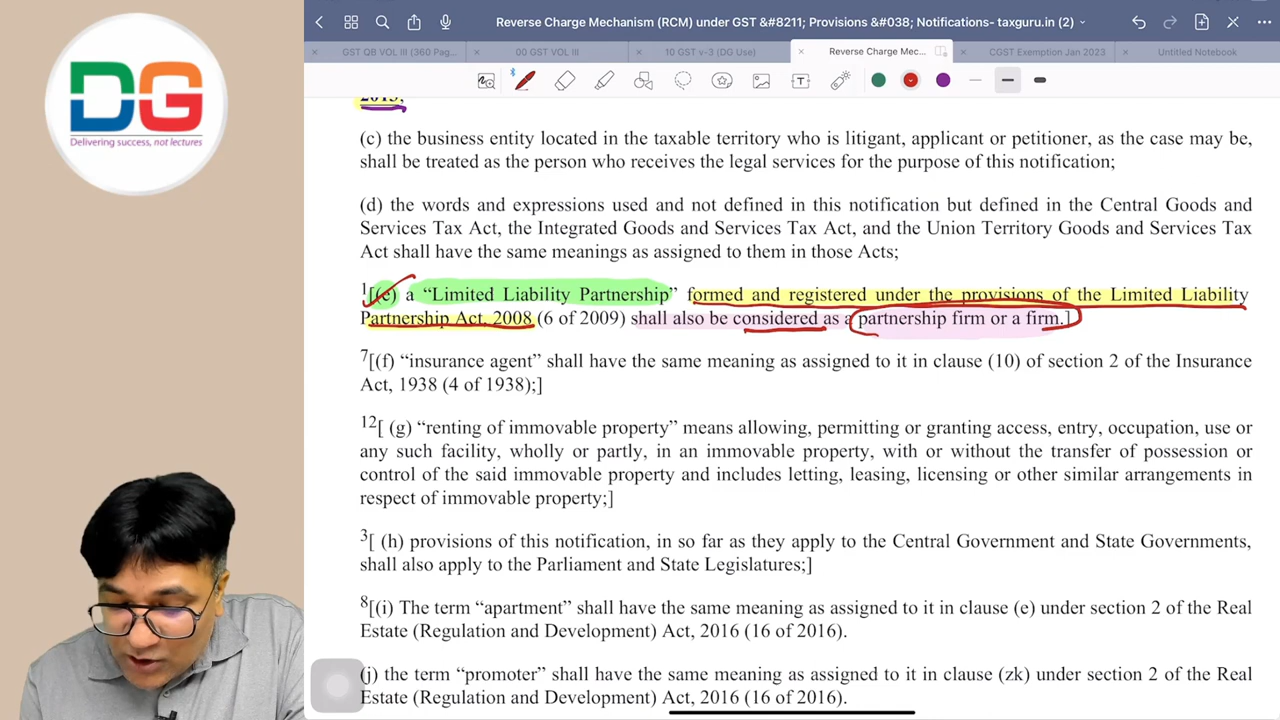 Reverse Charge Mechanism (RCM) under GST &#8211; Provisions &#038; Notifications- taxguru.in (2)
GST QB VOL III (360 Pag...
00 GST VOL III
10 GST v-3 (DG Use)
Reverse Charge Mec...
CGST Exemption Jan 2023
Untitled Notebook
DG
Delivering success, not lectures
2013;
(c) the business entity located in the taxable territory who is litigant, applicant or petitioner, as the case may be,
shall be treated as the person who receives the legal services for the purpose of this notification;
(d) the words and expressions used and not defined in this notification but defined in the Central Goods and
Services Tax Act, the Integrated Goods and Services Tax Act, and the Union Territory Goods and Services Tax
Act shall have the same meanings as assigned to them in those Acts;
1[(e) a “Limited Liability Partnership” formed and registered under the provisions of the Limited Liability
Partnership Act, 2008 (6 of 2009) shall also be considered as a partnership firm or a firm.]
7[(f) “insurance agent” shall have the same meaning as assigned to it in clause (10) of section 2 of the Insurance
Act, 1938 (4 of 1938);]
12[ (g) “renting of immovable property” means allowing, permitting or granting access, entry, occupation, use or
any such facility, wholly or partly, in an immovable property, with or without the transfer of possession or
control of the said immovable property and includes letting, leasing, licensing or other similar arrangements in
respect of immovable property;]
3[ (h) provisions of this notification, in so far as they apply to the Central Government and State Governments,
shall also apply to the Parliament and State Legislatures;]
8[(i) The term “apartment” shall have the same meaning as assigned to it in clause (e) under section 2 of the Real
Estate (Regulation and Development) Act, 2016 (16 of 2016).
(j) the term “promoter” shall have the same meaning as assigned to it in clause (zk) under section 2 of the Real
Estate (Regulation and Development) Act, 2016 (16 of 2016).